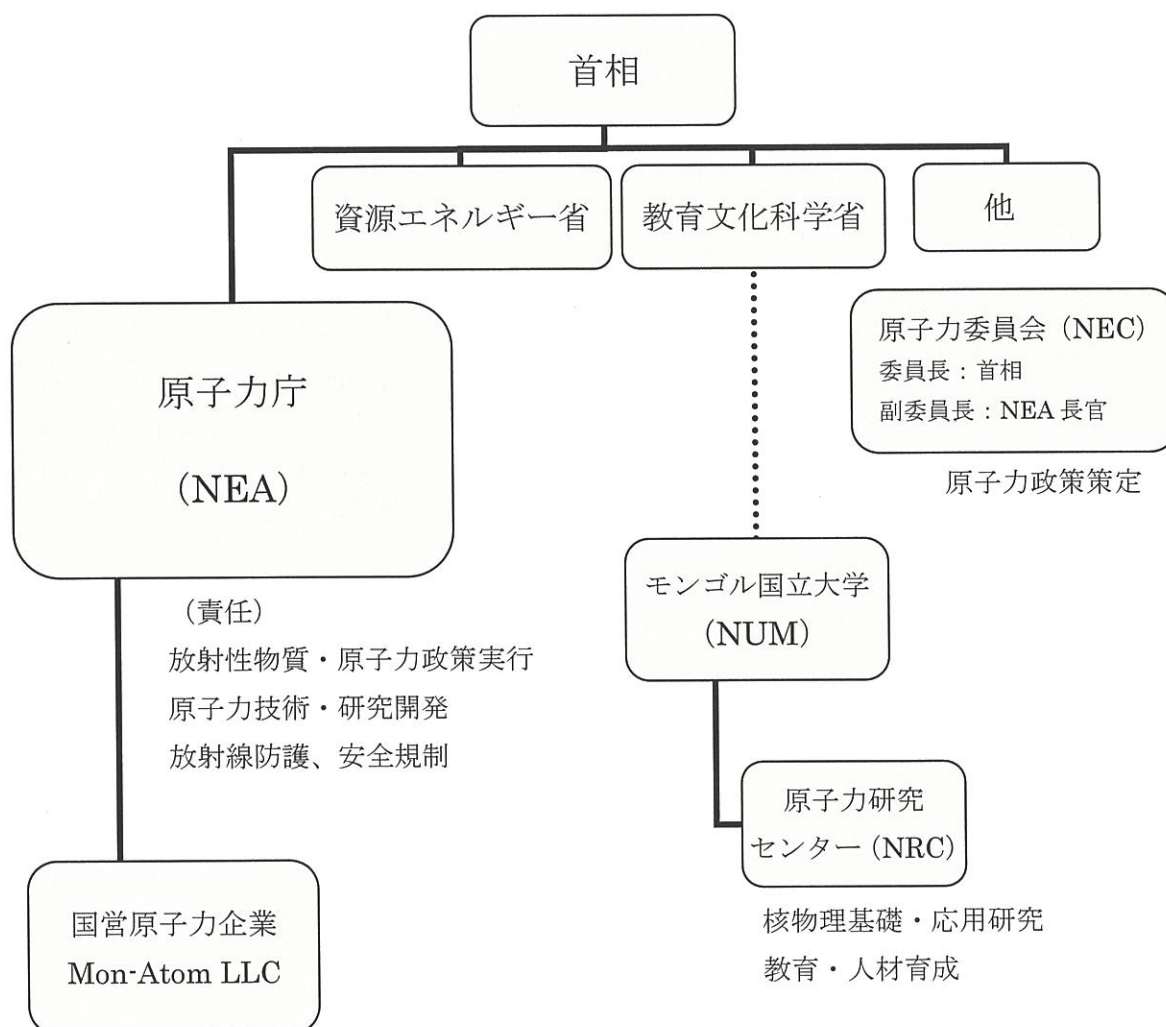 首相
資源エネルギー省
教育文化科学省
他
原子力庁
(NEA)
原子力委員会 (NEC)
委員長：首相
副委員長：NEA 長官
原子力政策策定
（責任）
放射性物質・原子力政策実行
原子力技術・研究開発
放射線防護、安全規制
モンゴル国立大学
(NUM)
原子力研究
センター (NRC)
核物理基礎・応用研究
教育・人材育成
国営原子力企業
Mon-Atom LLC